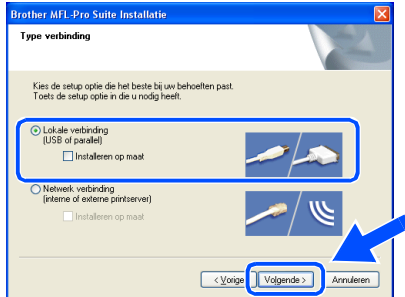 Brother MFL-Pro Suite Installatie
Type verbinding
Kies de setup optie die het beste bij uw behoeften past.
Toets de setup optie in die u nodig heeft.
Lokale verbinding
(USB of parallel)
Installeren op maat
Netwerk verbinding
(interne of externe printserver)
Installeren op maat
< Vorige Volgende > Annuleren